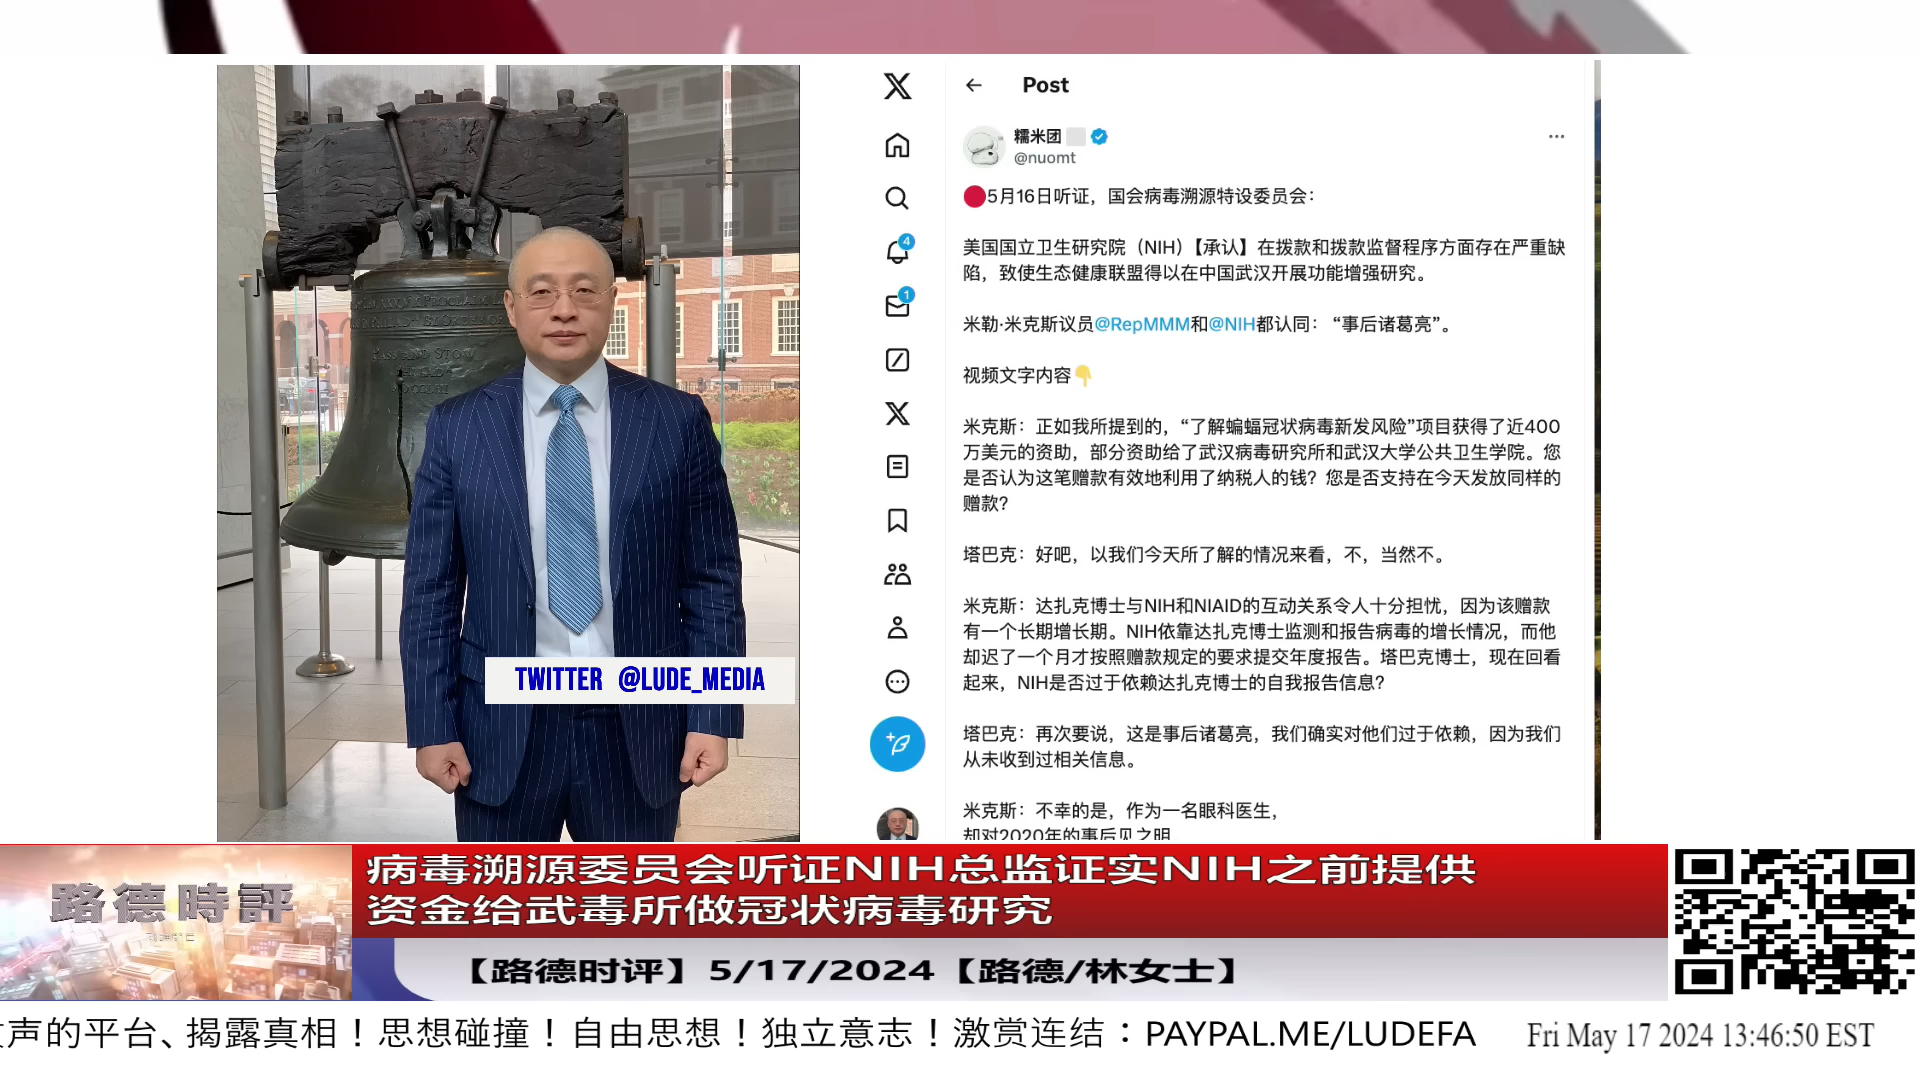 Post
糯米团
@nuomt
4
1
5月16日听证，国会病毒溯源特设委员会：
美国国立卫生研究院（NIH）【承认】在拨款和拨款监督程序方面存在严重缺
陷，致使生态健康联盟得以在中国武汉开展功能增强研究。
米勒·米克斯议员@RepMMM和@NIH都认同：“事后诸葛亮”。
视频文字内容👇
米克斯：正如我所提到的，“了解蝙蝠冠状病毒新发风险”项目获得了近400
万美元的资助，部分资助给了武汉病毒研究所和武汉大学公共卫生学院。您
是否认为这笔赠款有效地利用了纳税人的钱？您是否支持在今天发放同样的
赠款？
塔巴克：好吧，以我们今天所了解的情况来看，不，当然不。
米克斯：达扎克博士与NIH和NIAID的互动关系令人十分担忧，因为该赠款
有一个长期增长期。NIH依靠达扎克博士监测和报告病毒的增长情况，而他
却迟了一个月才按照赠款规定的要求提交年度报告。塔巴克博士，现在回看
起来，NIH是否过于依赖达扎克博士的自我报告信息？
塔巴克：再次要说，这是事后诸葛亮，我们确实对他们过于依赖，因为我们
从未收到过相关信息。
米克斯：不幸的是，作为一名眼科医生，
却对2020年的事后见之明
PASS AND STOW
TWITTER @LUDE_MEDIA
路德時評
病毒溯源委员会听证NIH总监证实NIH之前提供
资金给武毒所做冠状病毒研究
【路德时评】5/17/2024【路德/林女士】
声的平台、揭露真相！思想碰撞！自由思想！独立意志！激赏连结：PAYPAL.ME/LUDEFA
Fri May 17 2024 13:46:50 EST